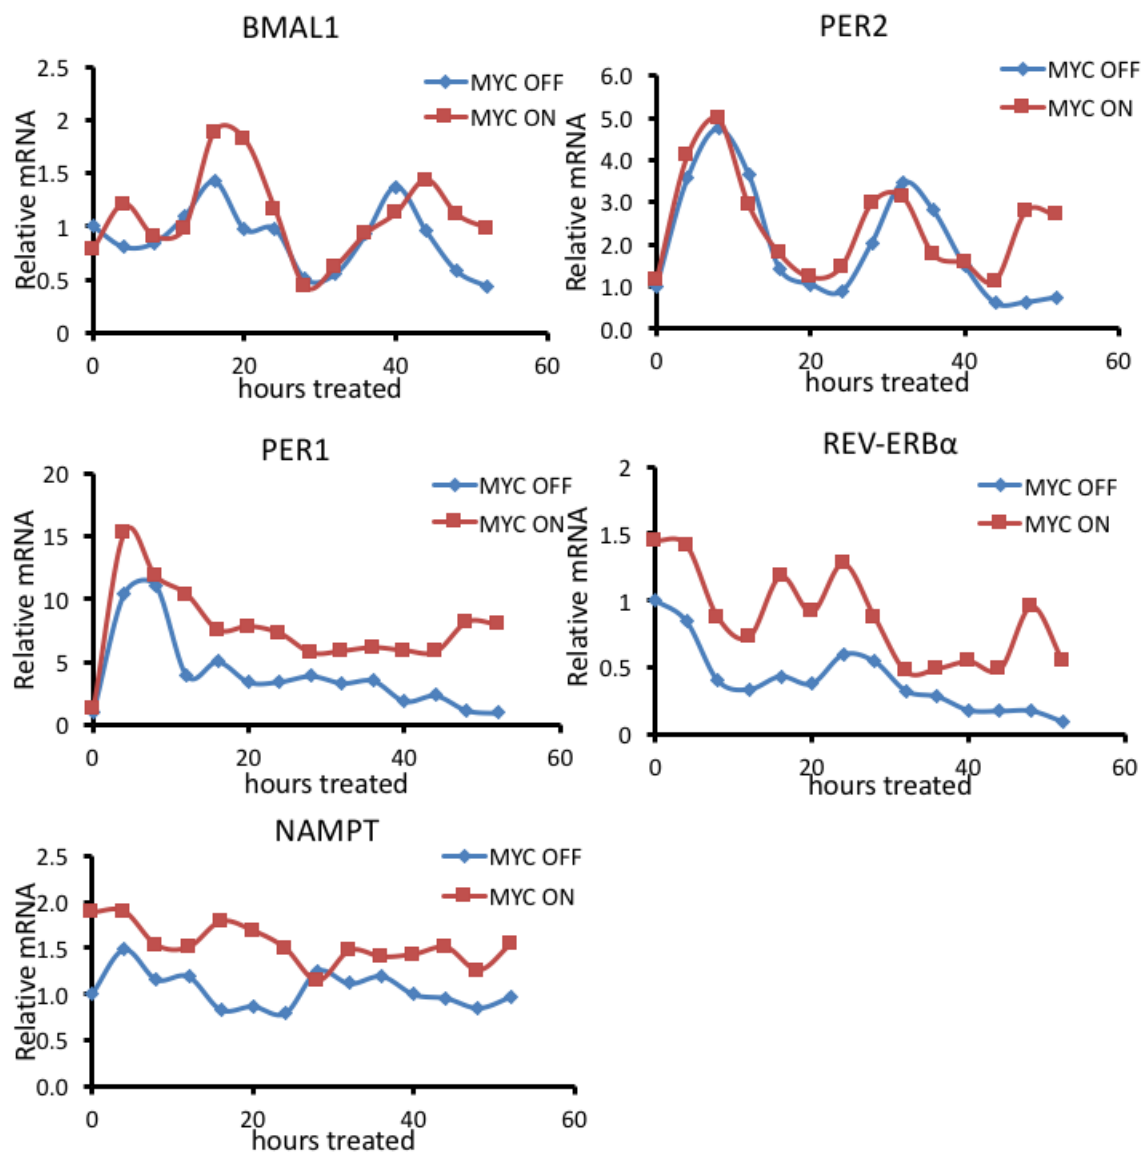 BMAL1
Relative mRNA
2.5
2
1.5
1
0.5
0
MYC OFF
MYC ON
0 20 40 60
hours treated
PER2
Relative mRNA
6.0
5.0
4.0
3.0
2.0
1.0
0.0
MYC OFF
MYC ON
0 20 40 60
hours treated
PER1
Relative mRNA
20
15
10
5
0
MYC OFF
MYC ON
0 20 40 60
hours treated
REV-ERBα
Relative mRNA
2
1.5
1
0.5
0
MYC OFF
MYC ON
0 20 40 60
hours treated
NAMPT
Relative mRNA
2.5
2.0
1.5
1.0
0.5
0.0
MYC OFF
MYC ON
0 20 40 60
hours treated